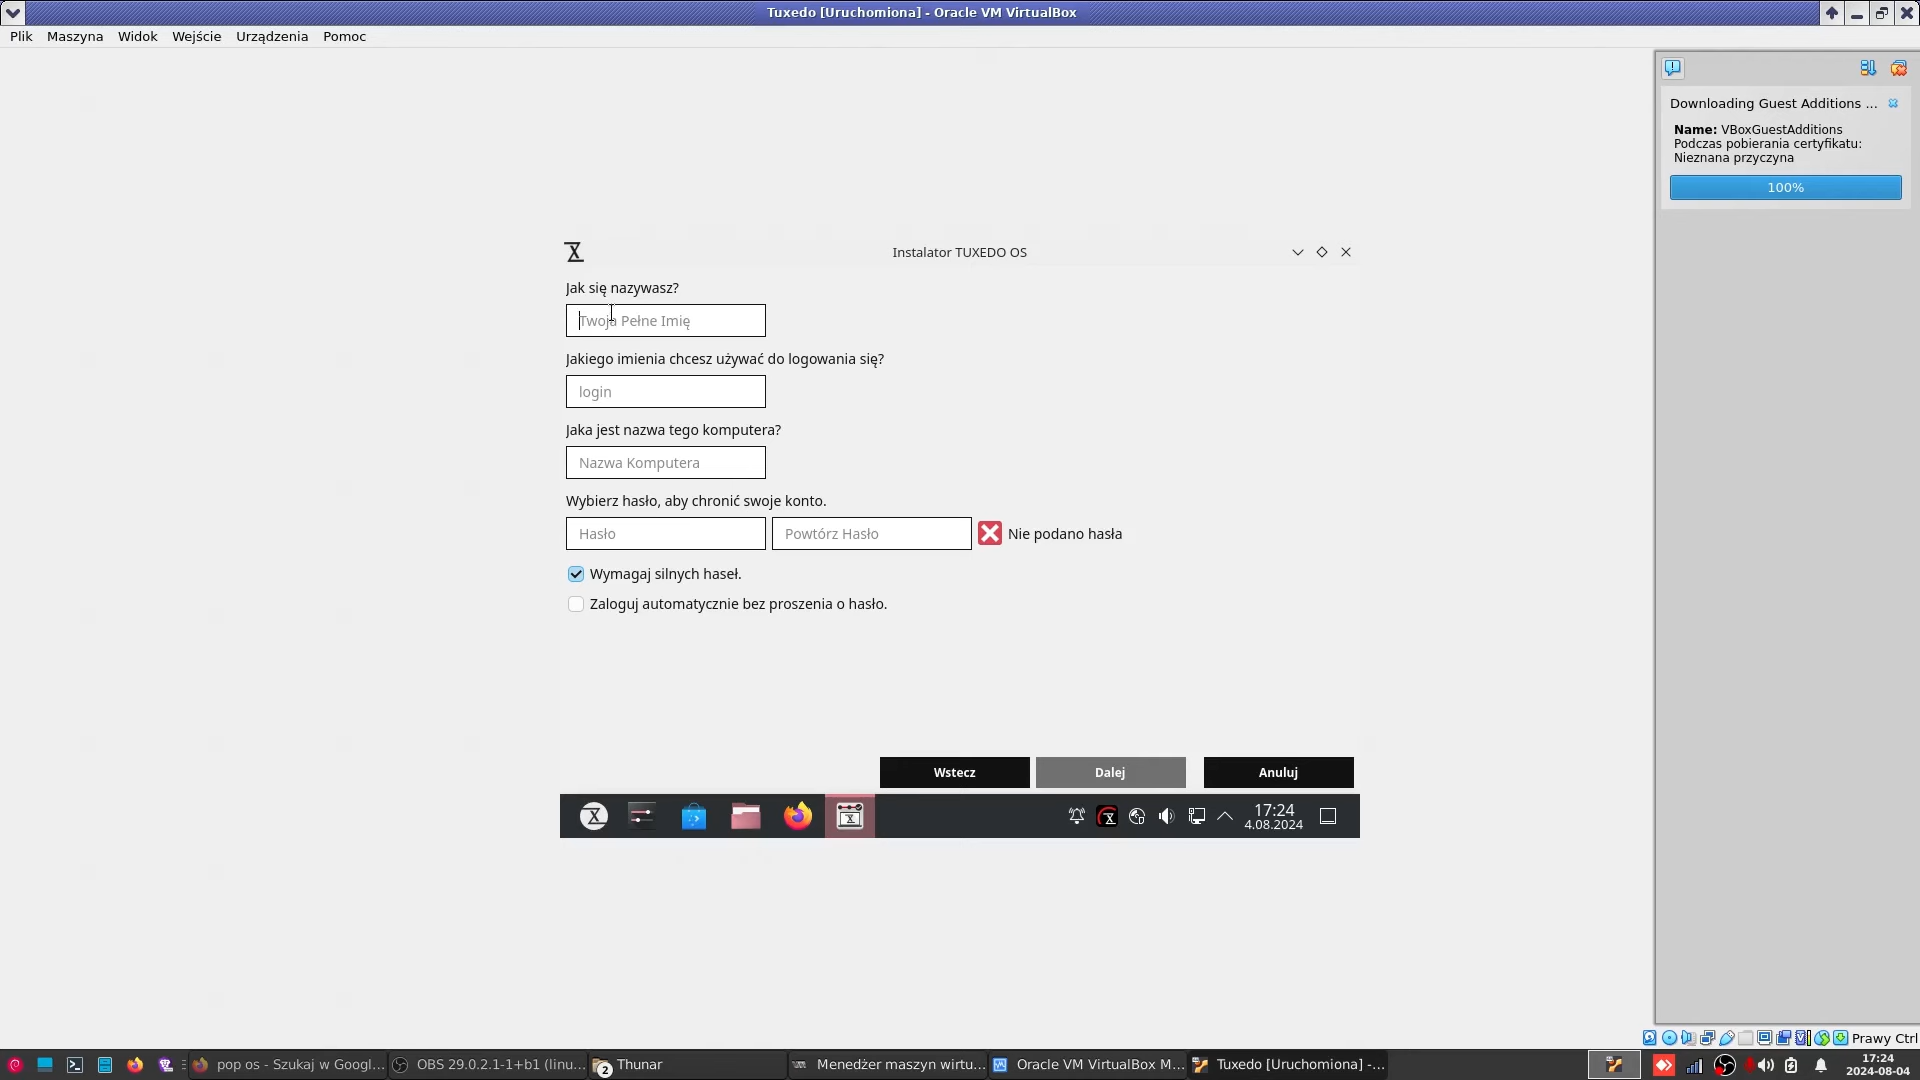 Tuxedo [Uruchomiona] - Oracle VM VirtualBox
Plik Maszyna Widok Wejście Urządzenia Pomoc
Downloading Guest Additions ...
Name: VBoxGuestAdditions
Podczas pobierania certyfikatu:
Nieznana przyczyna
100%
Instalator TUXEDO OS
Jak się nazywasz?
Twoja Pełne Imię
Jakiego imienia chcesz używać do logowania się?
login
Jaka jest nazwa tego komputera?
Nazwa Komputera
Wybierz hasło, aby chronić swoje konto.
Hasło Powtórz Hasło Nie podano hasła
Wymagaj silnych haseł.
Zaloguj automatycznie bez proszenia o hasło.
Wstecz Dalej Anuluj
17:24
4.08.2024
Prawy Ctrl
pop os - Szukaj w Googl... OBS 29.0.2.1-1+b1 (linu... 2 Thunar Menedżer maszyn wirtu... Oracle VM VirtualBox M... Tuxedo [Uruchomiona] -...
17:24
2024-08-04